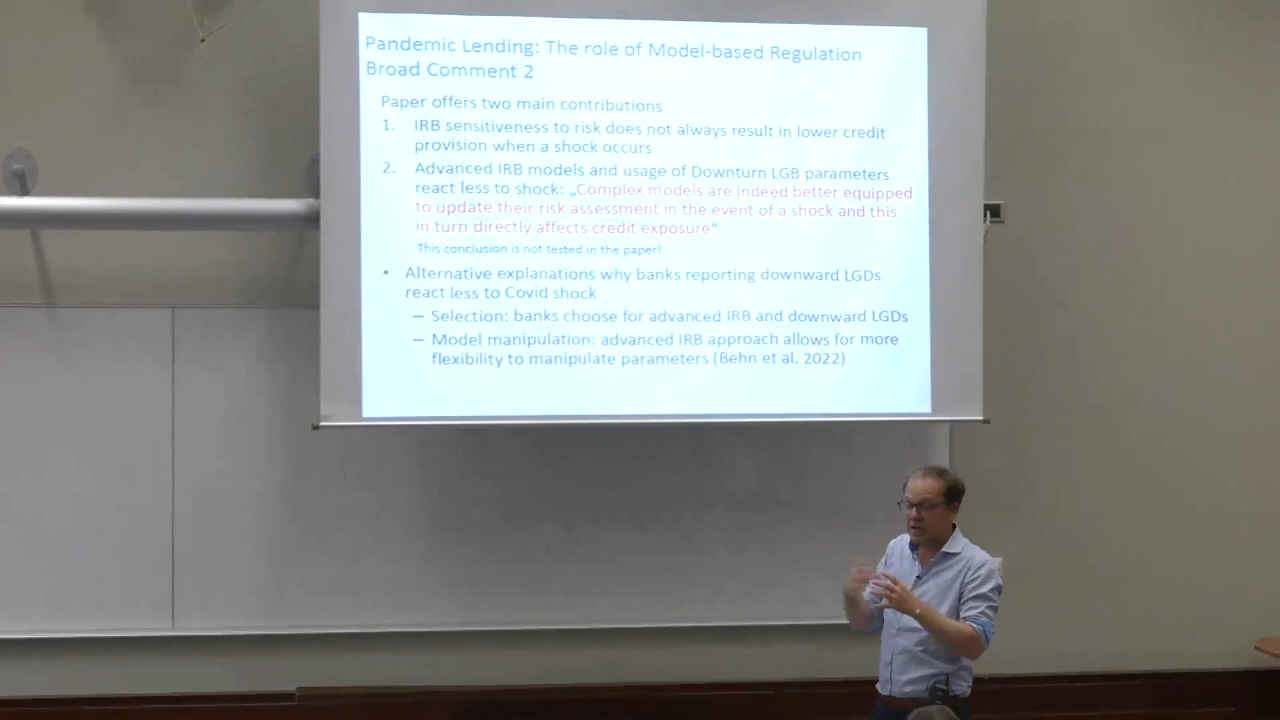 Pandemic Lending: The role of Model-based Regulation
Broad Comment 2
Paper offers two main contributions
1. IRB sensitiveness to risk does not always result in lower credit
provision when a shock occurs
2. Advanced IRB models and usage of Downturn LGB parameters
react less to shock: „Complex models are indeed better equipped
to update their risk assessment in the event of a shock and this
in turn directly affects credit exposure“
This conclusion is not tested in the paper!
• Alternative explanations why banks reporting downward LGDs
react less to Covid shock
– Selection: banks choose for advanced IRB and downward LGDs
– Model manipulation: advanced IRB approach allows for more
flexibility to manipulate parameters (Behn et al. 2022)